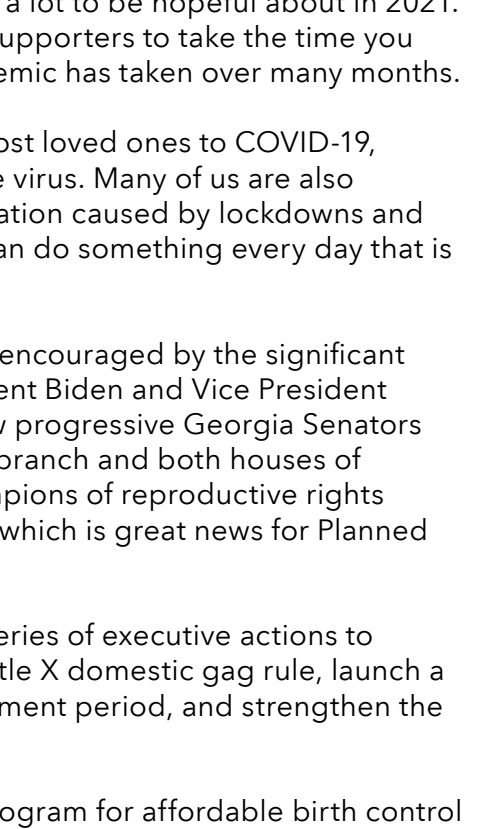 a lot to be hopeful about in 2021.
upporters to take the time you
emic has taken over many months.
ost loved ones to COVID-19,
e virus. Many of us are also
ation caused by lockdowns and
an do something every day that is
encouraged by the significant
ent Biden and Vice President
w progressive Georgia Senators
branch and both houses of
pions of reproductive rights
which is great news for Planned
eries of executive actions to
tle X domestic gag rule, launch a
ment period, and strengthen the
ogram for affordable birth control